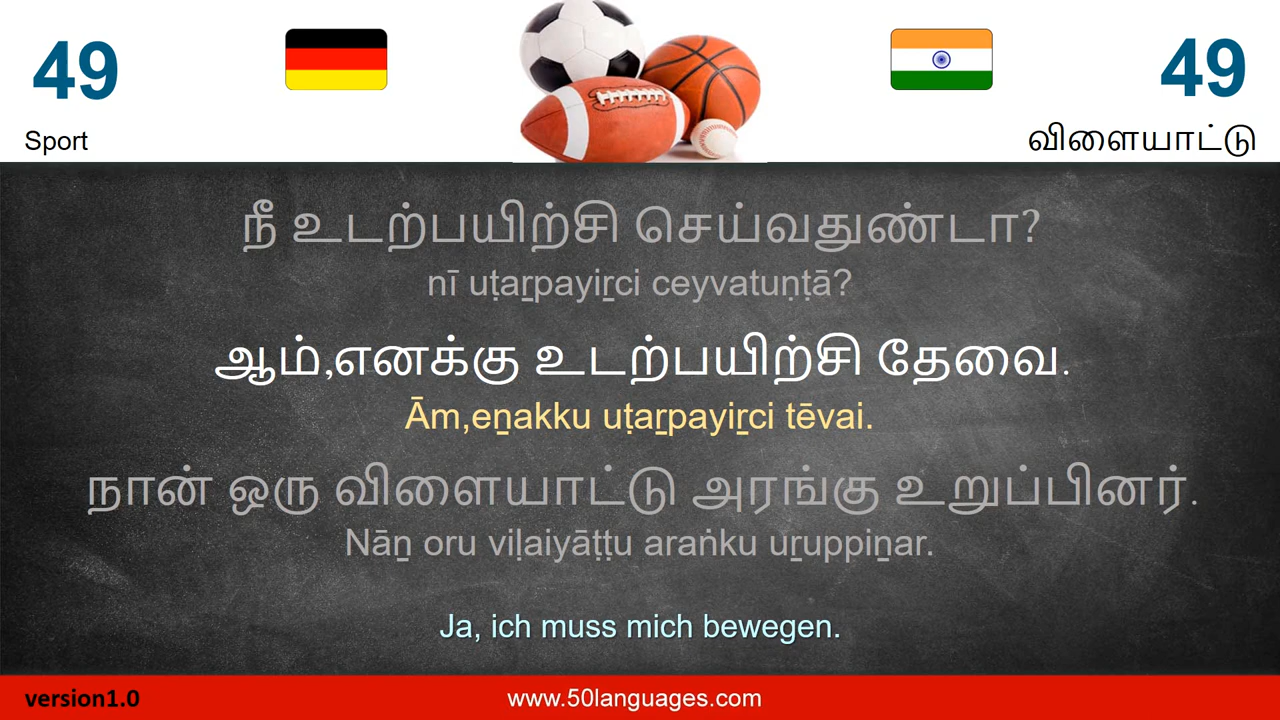 49
49
Sport
விளையாட்டு
நீ உடற்பயிற்சி செய்வதுண்டா?
nī uṭaṟpayiṟci ceyvatuṇṭā?
ஆம்,எனக்கு உடற்பயிற்சி தேவை.
Ām,eṉakku uṭaṟpayiṟci tēvai.
நான் ஒரு விளையாட்டு அரங்கு உறுப்பினர்.
Nāṉ oru viḷaiyāṭṭu araṅku uṟuppiṉar.
Ja, ich muss mich bewegen.
version1.0
www.50languages.com